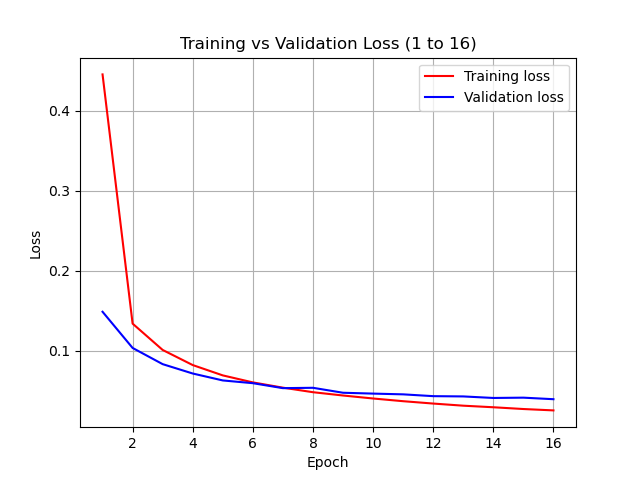 Training vs Validation Loss (1 to 16)
Training loss
Validation loss
0.4
0.3
0.2
0.1
Loss
2 4 6 8 10 12 14 16
Epoch